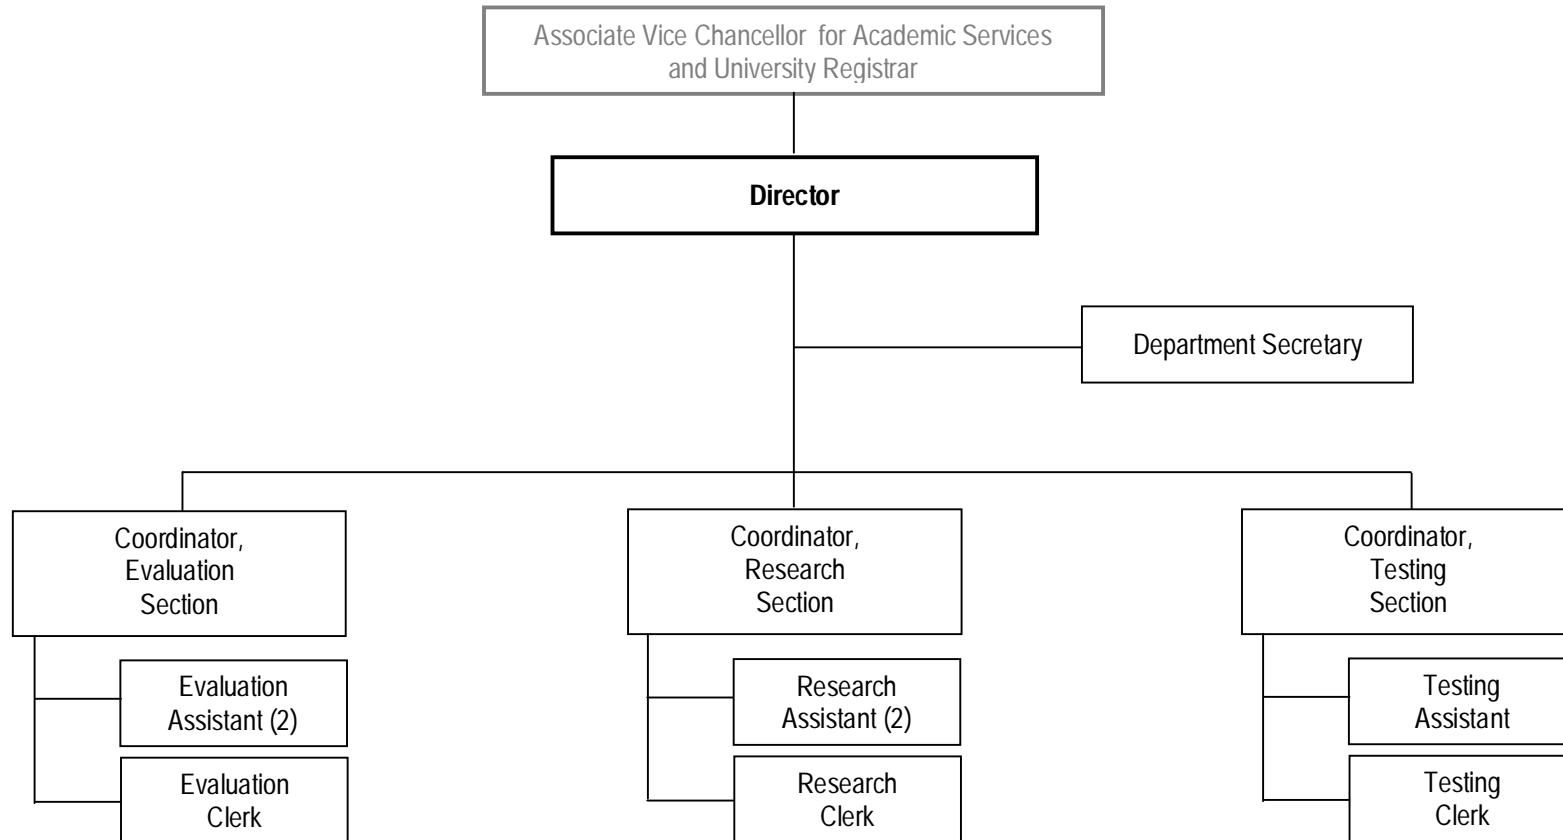 Associate Vice Chancellor for Academic Services
and University Registrar
Director
Department Secretary
Coordinator,
Evaluation
Section
Evaluation
Assistant (2)
Evaluation
Clerk
Coordinator,
Research
Section
Research
Assistant (2)
Research
Clerk
Coordinator,
Testing
Section
Testing
Assistant
Testing
Clerk